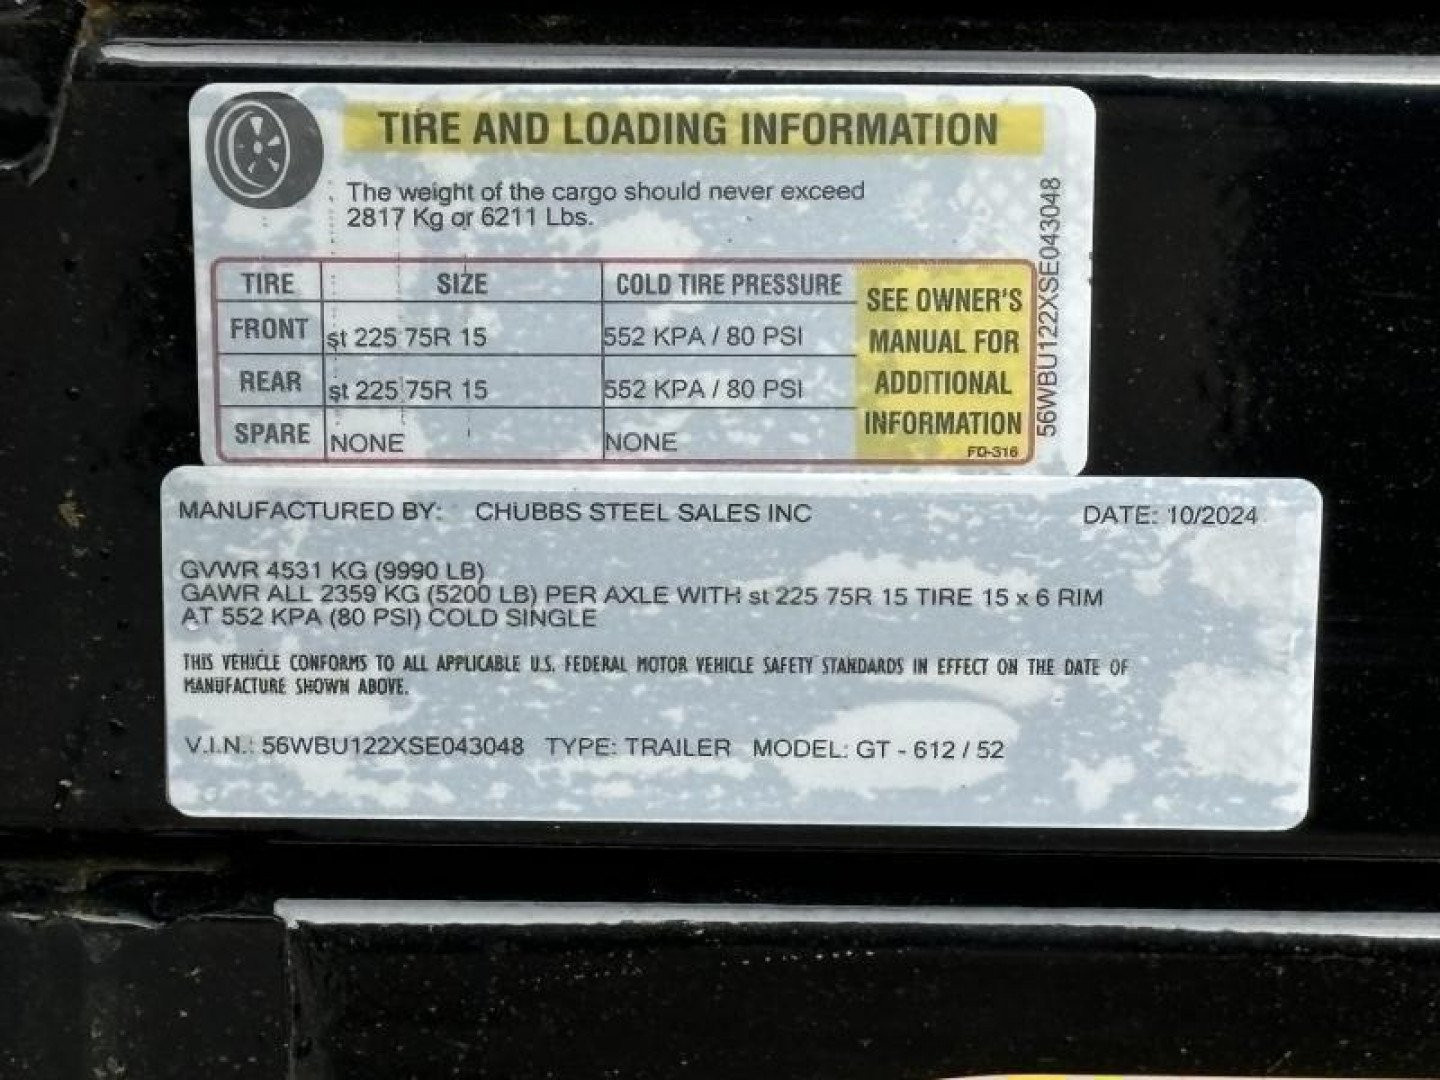 TIRE AND LOADING INFORMATION
The weight of the cargo should never exceed
2817 Kg or 6211 Lbs.
TIRE SIZE COLD TIRE PRESSURE
FRONT st 225 75R 15 552 KPA / 80 PSI
REAR st 225 75R 15 552 KPA / 80 PSI
SPARE NONE NONE
SEE OWNER'S
MANUAL FOR
ADDITIONAL
INFORMATION
FD-316
56WBU122XSE043048
MANUFACTURED BY: CHUBBS STEEL SALES INC DATE: 10/2024
GVWR 4531 KG (9990 LB)
GAWR ALL 2359 KG (5200 LB) PER AXLE WITH st 225 75R 15 TIRE 15 x 6 RIM
AT 552 KPA (80 PSI) COLD SINGLE
THIS VEHICLE CONFORMS TO ALL APPLICABLE U.S. FEDERAL MOTOR VEHICLE SAFETY STANDARDS IN EFFECT ON THE DATE OF
MANUFACTURE SHOWN ABOVE.
V.I.N.: 56WBU122XSE043048 TYPE: TRAILER MODEL: GT - 612 / 52